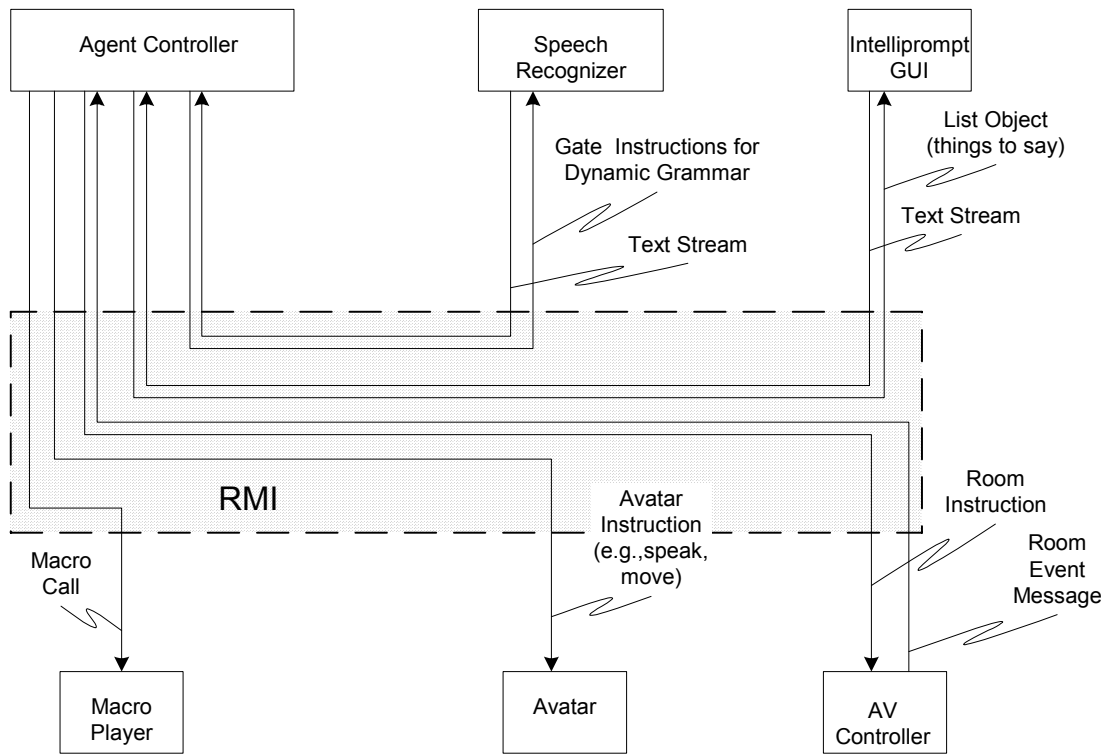 Agent Controller
Speech
Recognizer
Intelliprompt
GUI
List Object
(things to say)
Gate  Instructions for
Dynamic Grammar
Text Stream
Text Stream
RMI
Avatar
Instruction
(e.g.,speak,
move)
Room
Instruction
Room
Event
Message
Macro
Call
Macro
Player
Avatar
AV
Controller